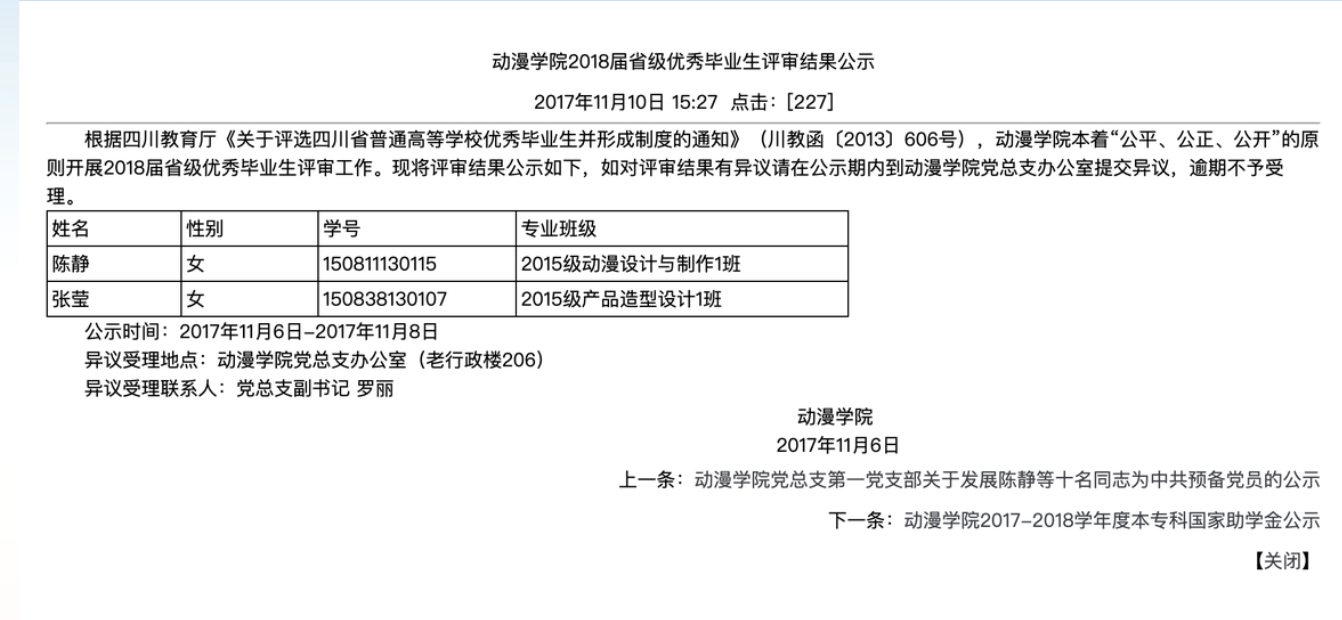 动漫学院2018届省级优秀毕业生评审结果公示
2017年11月10日 15:27 点击：[227]
根据四川教育厅《关于评选四川省普通高等学校优秀毕业生并形成制度的通知》（川教函〔2013〕606号），动漫学院本着“公平、公正、公开”的原
则开展2018届省级优秀毕业生评审工作。现将评审结果公示如下，如对评审结果有异议请在公示期内到动漫学院党总支办公室提交异议，逾期不予受
理。
姓名 性别 学号 专业班级
陈静 女 150811130115 2015级动漫设计与制作1班
张莹 女 150838130107 2015级产品造型设计1班
公示时间：2017年11月6日–2017年11月8日
异议受理地点：动漫学院党总支办公室（老行政楼206）
异议受理联系人：党总支副书记 罗丽
动漫学院
2017年11月6日
上一条：动漫学院党总支第一党支部关于发展陈静等十名同志为中共预备党员的公示
下一条：动漫学院2017–2018学年度本专科国家助学金公示
【关闭】